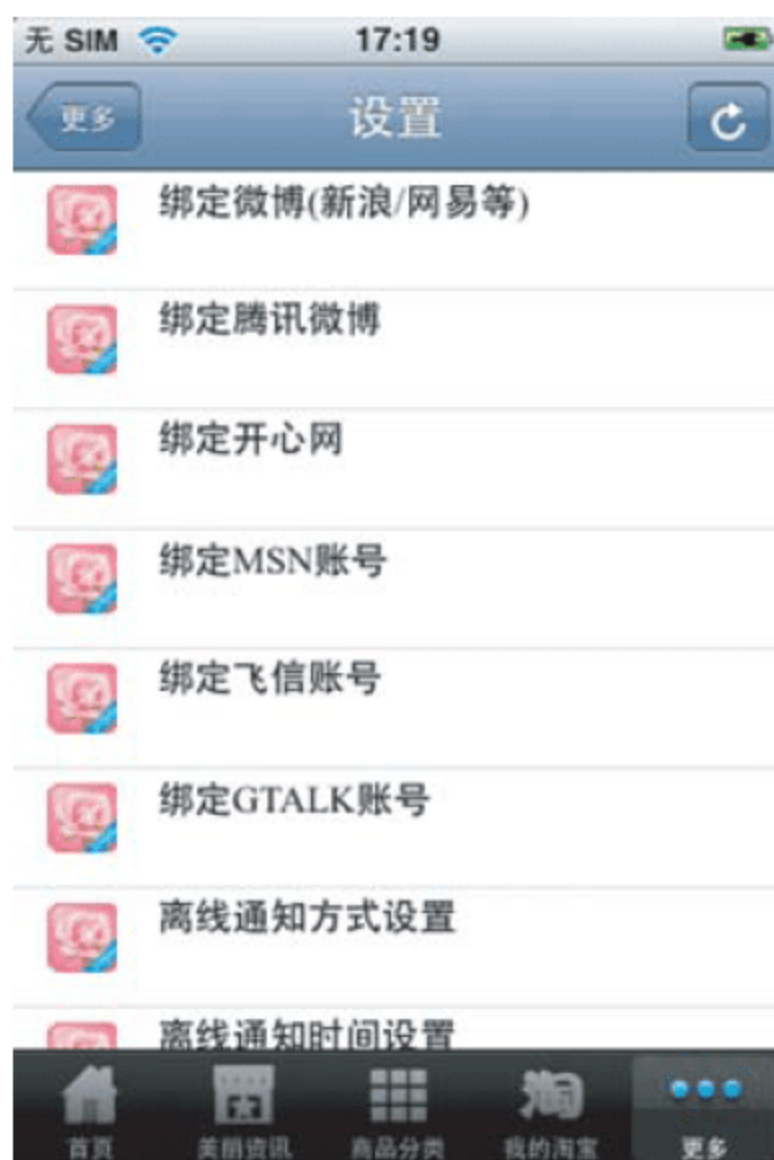 无 SIM 17:19
更多 设置
绑定微博(新浪/网易等)
绑定腾讯微博
绑定开心网
绑定MSN账号
绑定飞信账号
绑定GTALK账号
离线通知方式设置
离线通知时间设置
首页 美丽资讯 商品分类 我的淘宝 更多